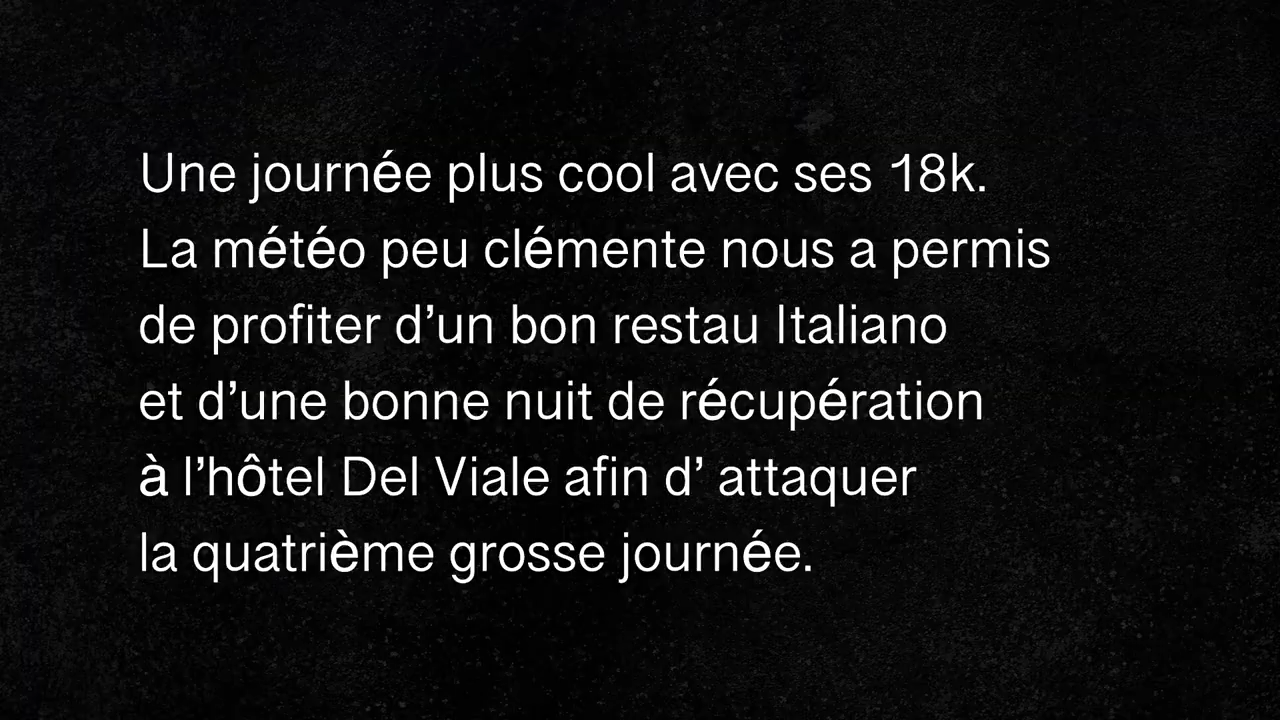 Une journée plus cool avec ses 18k.
La météo peu clémente nous a permis
de profiter d’un bon restau Italiano
et d’une bonne nuit de récupération
à l’hôtel Del Viale afin d’ attaquer
la quatrième grosse journée.